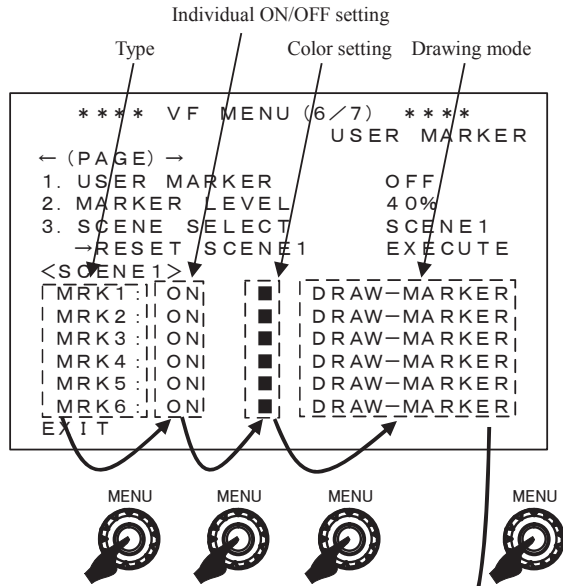 Individual ON/OFF setting
Type
Color setting
Drawing mode
**** VF MENU (6/7) ****
USER MARKER
← (PAGE) →
1. USER MARKER OFF
2. MARKER LEVEL 40%
3. SCENE SELECT SCENE1
→RESET SCENE1 EXECUTE
<SCENE1>
MRK1: ON ■ DRAW-MARKER
MRK2: ON ■ DRAW-MARKER
MRK3: ON ■ DRAW-MARKER
MRK4: ON ■ DRAW-MARKER
MRK5: ON ■ DRAW-MARKER
MRK6: ON ■ DRAW-MARKER
EXIT
MENU MENU MENU MENU